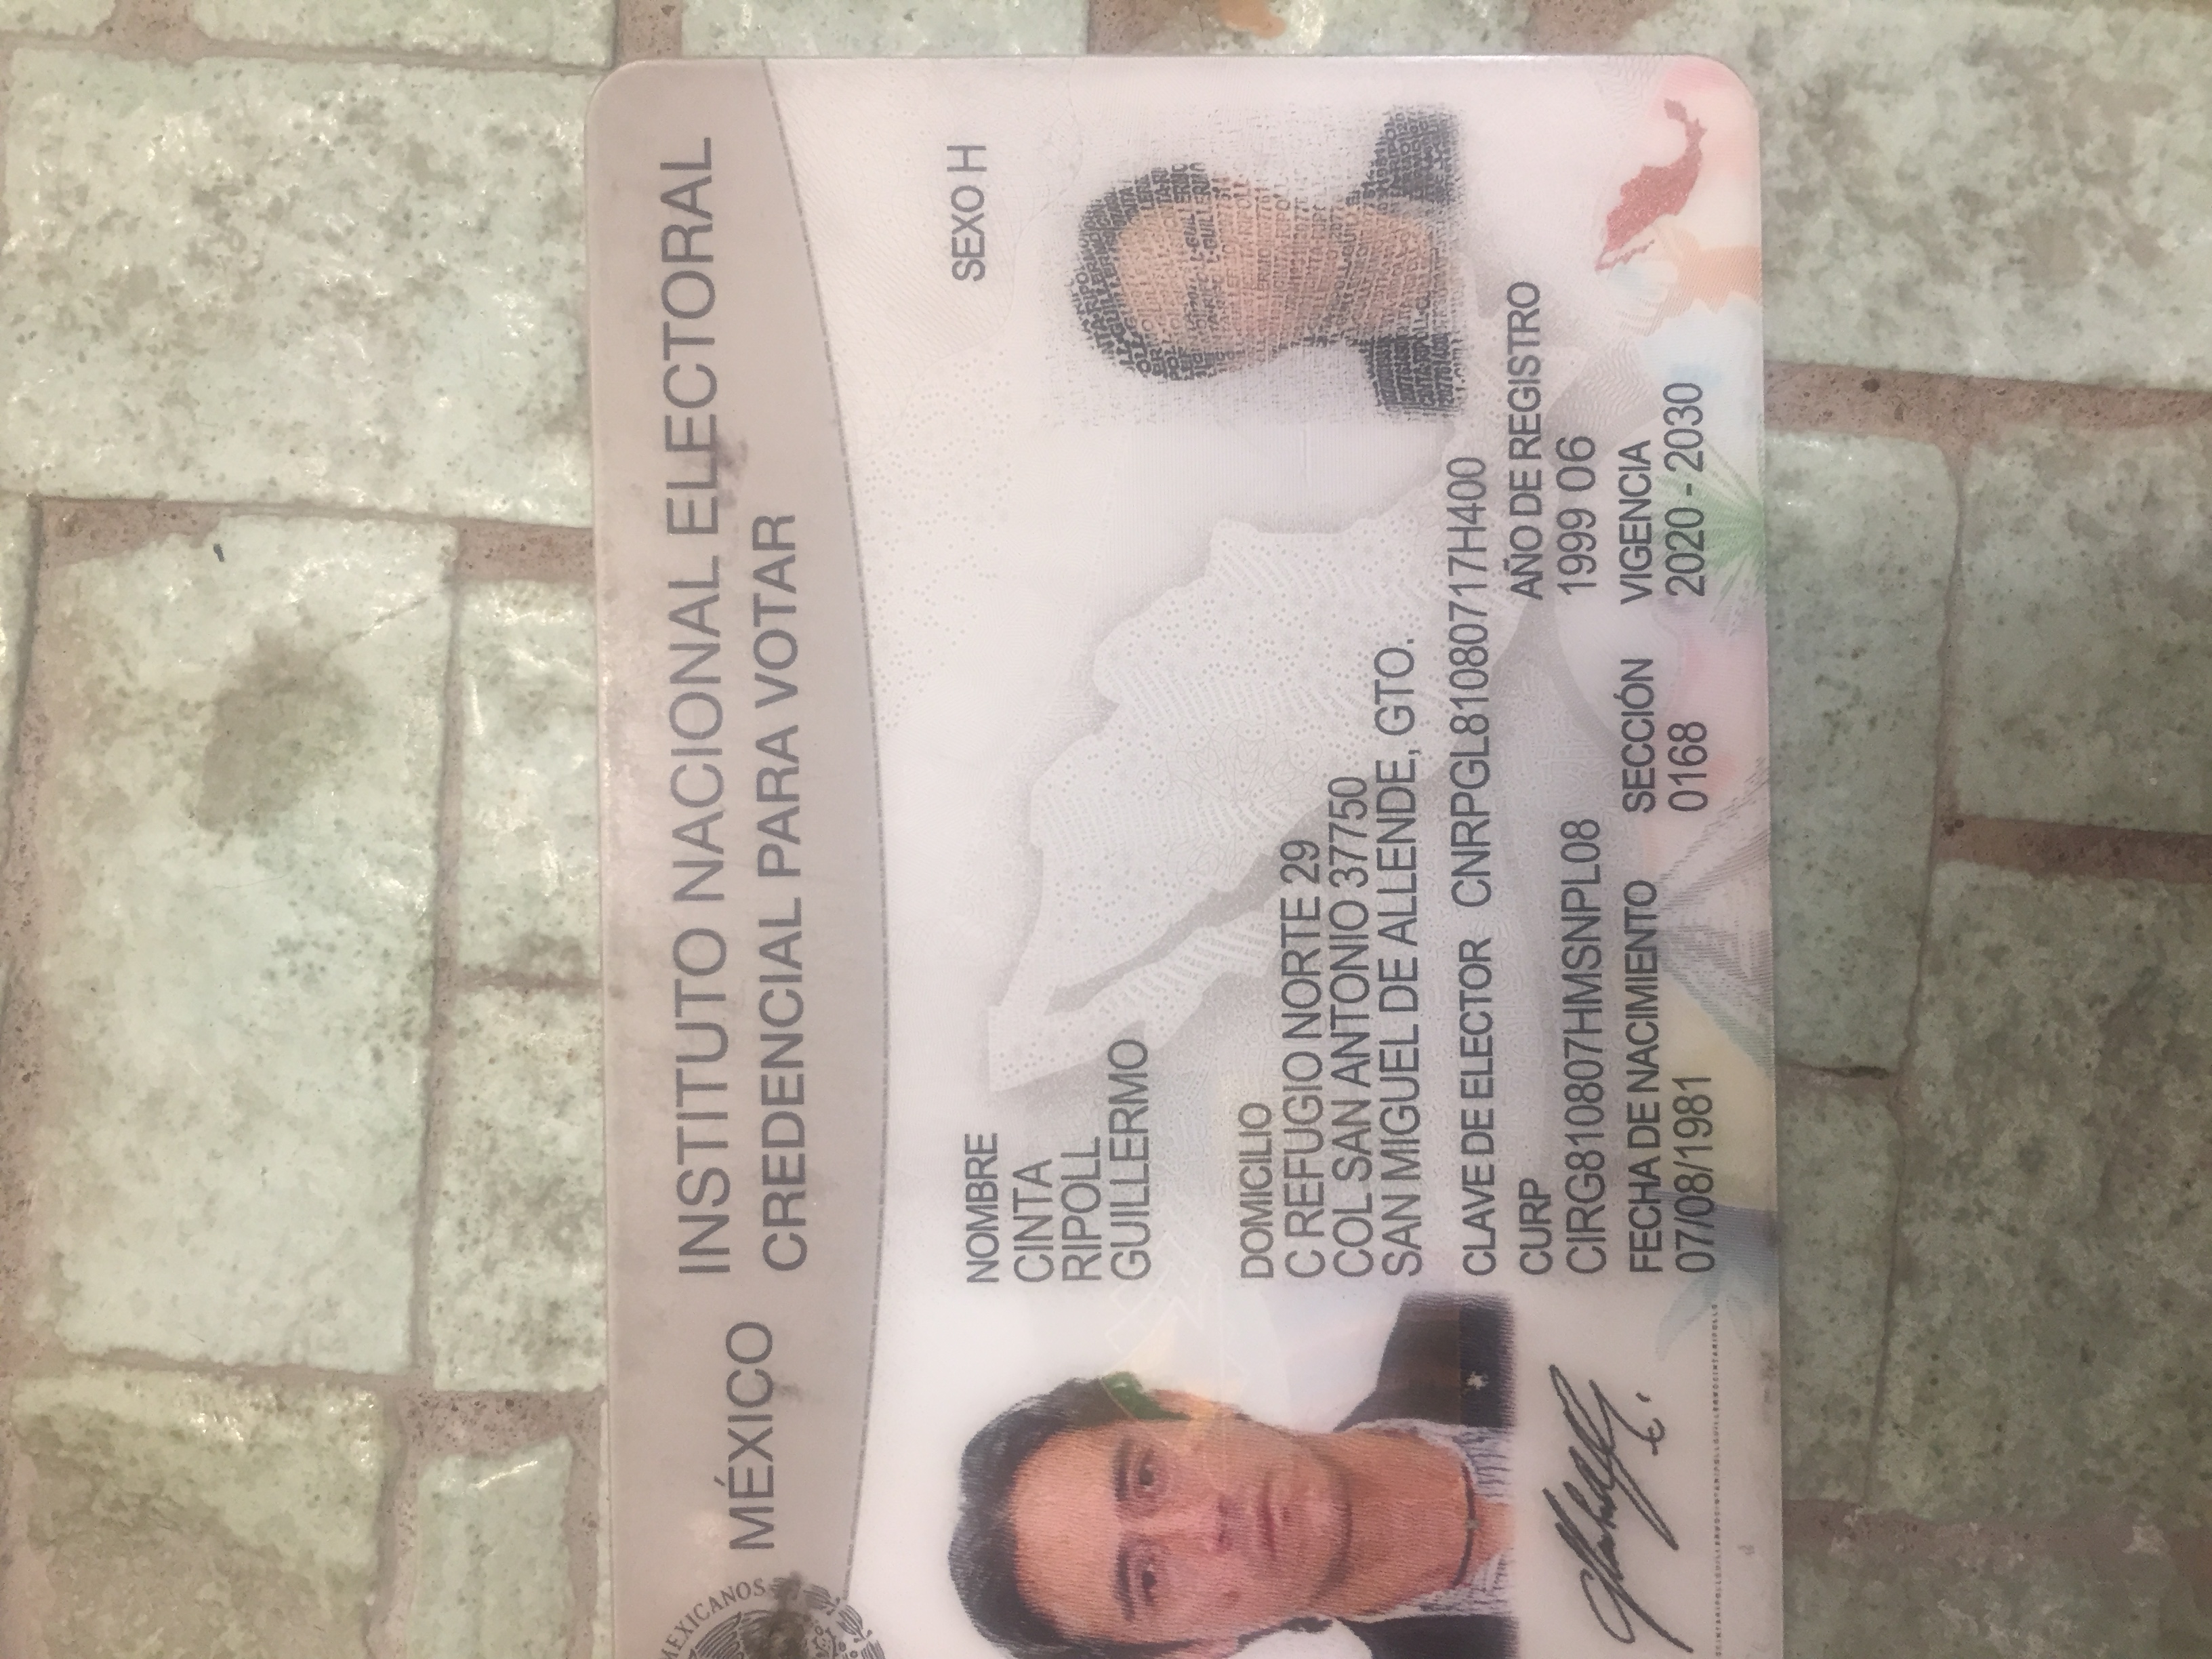 MÉXICO INSTITUTO NACIONAL ELECTORAL
CREDENCIAL PARA VOTAR
MEXICANOS
NOMBRE
CINTA
RIPOLL
GUILLERMO
SEXO H
DOMICILIO
C REFUGIO NORTE 29
COL SAN ANTONIO 37750
SAN MIGUEL DE ALLENDE, GTO.
CLAVE DE ELECTOR CNRPGL81080717H400
CURP
CIRG810807HMSNPL08
AÑO DE REGISTRO
1999 06
FECHA DE NACIMIENTO
07/08/1981
SECCIÓN
0168
VIGENCIA
2020 - 2030